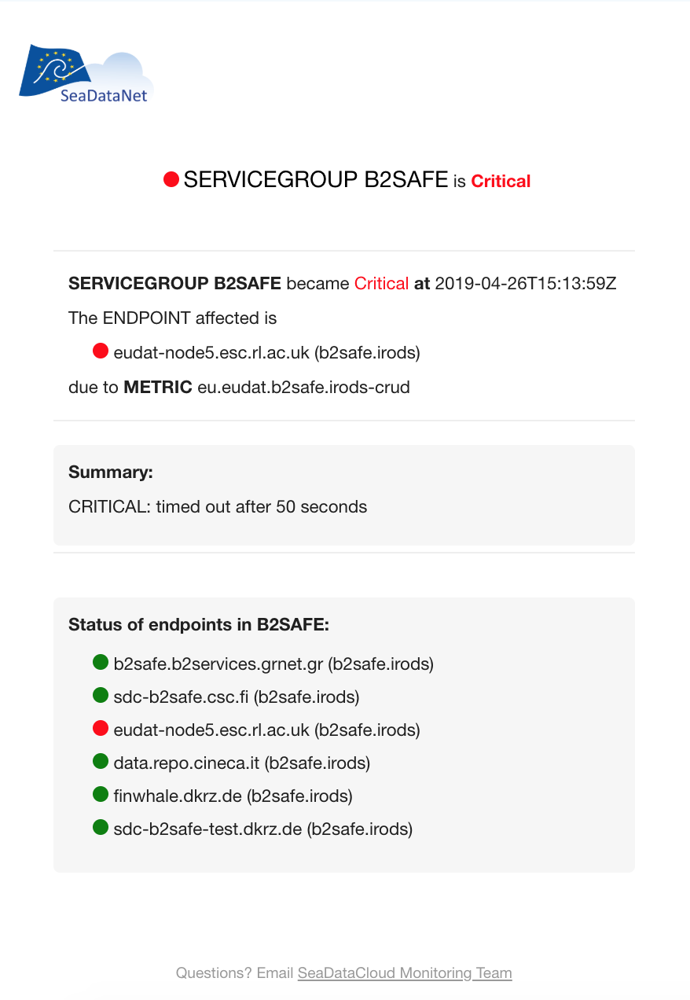 SeaDataNet
SERVICEGROUP B2SAFE is Critical
SERVICEGROUP B2SAFE became Critical at 2019-04-26T15:13:59Z
The ENDPOINT affected is
eudat-node5.esc.rl.ac.uk (b2safe.irods)
due to METRIC eu.eudat.b2safe.irods-crud
Summary:
CRITICAL: timed out after 50 seconds
Status of endpoints in B2SAFE:
b2safe.b2services.grnet.gr (b2safe.irods)
sdc-b2safe.csc.fi (b2safe.irods)
eudat-node5.esc.rl.ac.uk (b2safe.irods)
data.repo.cineca.it (b2safe.irods)
finwhale.dkrz.de (b2safe.irods)
sdc-b2safe-test.dkrz.de (b2safe.irods)
Questions? Email SeaDataCloud Monitoring Team